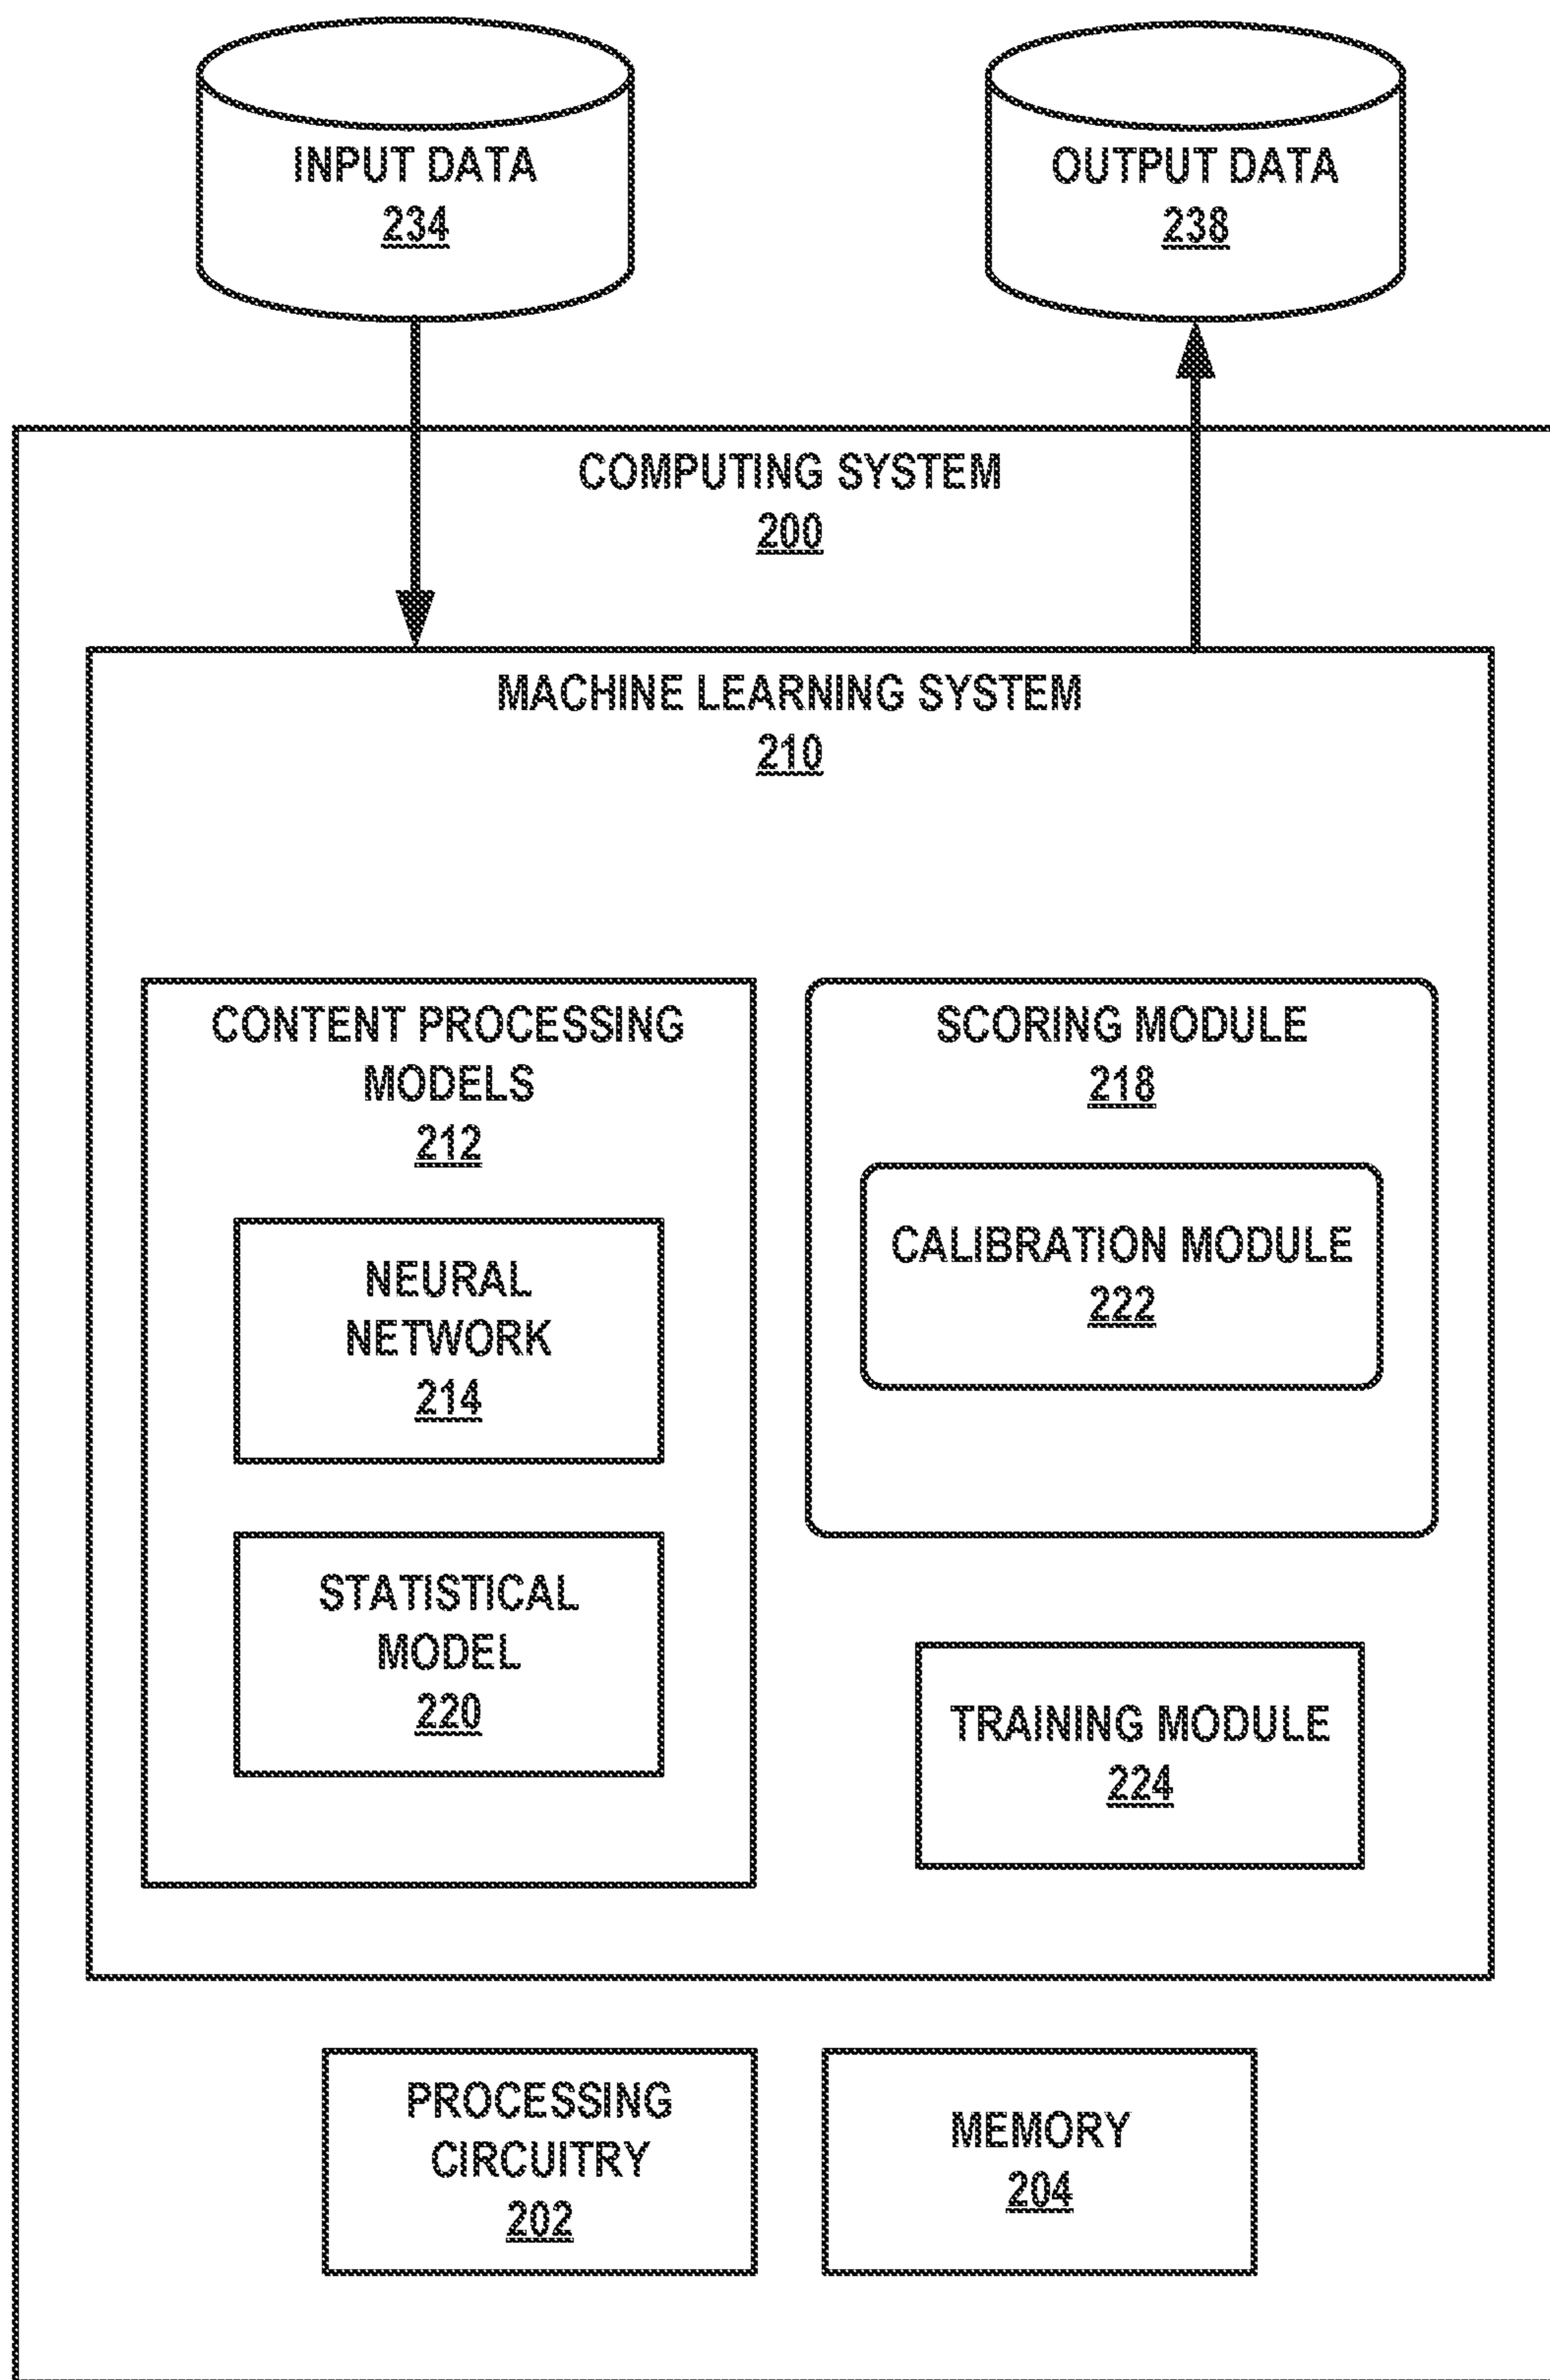 INPUT DATA
234
OUTPUT DATA
238
COMPUTING SYSTEM
200
MACHINE LEARNING SYSTEM
210
CONTENT PROCESSING
MODELS
212
NEURAL
NETWORK
214
STATISTICAL
MODEL
220
SCORING MODULE
218
CALIBRATION MODULE
222
TRAINING MODULE
224
PROCESSING
CIRCUITRY
202
MEMORY
204